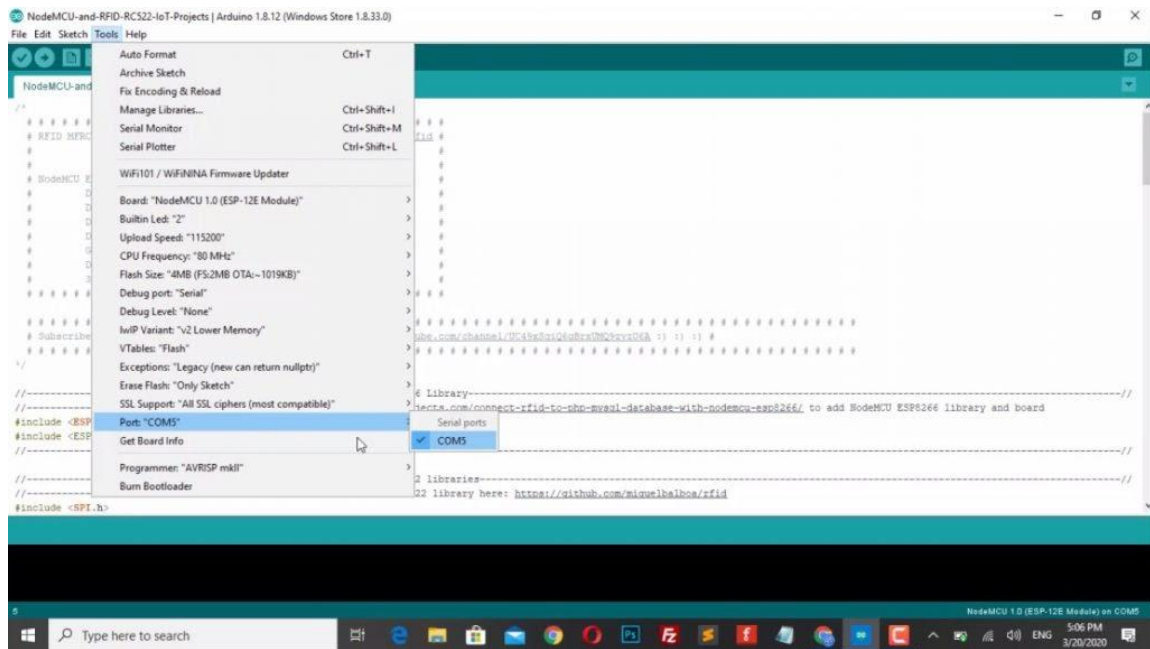 NodeMCU-and-RFID-RC522-IoT-Projects | Arduino 1.8.12 (Windows Store 1.8.33.0)
File Edit Sketch Tools Help
NodeMCU-and
Auto Format Ctrl+T
Archive Sketch
Fix Encoding & Reload
Manage Libraries... Ctrl+Shift+I
Serial Monitor Ctrl+Shift+M
Serial Plotter Ctrl+Shift+L
WiFi101 / WiFiNINA Firmware Updater
Board: "NodeMCU 1.0 (ESP-12E Module)"
Builtin Led: "2"
Upload Speed: "115200"
CPU Frequency: "80 MHz"
Flash Size: "4MB (FS:2MB OTA:~1019KB)"
Debug port: "Serial"
Debug Level: "None"
lwIP Variant: "v2 Lower Memory"
VTables: "Flash"
Exceptions: "Legacy (new can return nullptr)"
Erase Flash: "Only Sketch"
SSL Support: "All SSL ciphers (most compatible)"
Port: "COM5"
Get Board Info
Programmer: "AVRISP mkII"
Burn Bootloader
Serial ports
COM5
/*
# RFID MFRC
# NodeMCU E
# Subscribe
*/
6 Library
to add NodeMCU ESP8266 library and board
#include <ESP
#include <ESP
2 libraries
22 library here: https://github.com/miguelbalboa/rfid
#include <SPI.h>
5 NodeMCU 1.0 (ESP-12E Module) on COM5
Type here to search
ENG
5:06 PM
3/20/2020